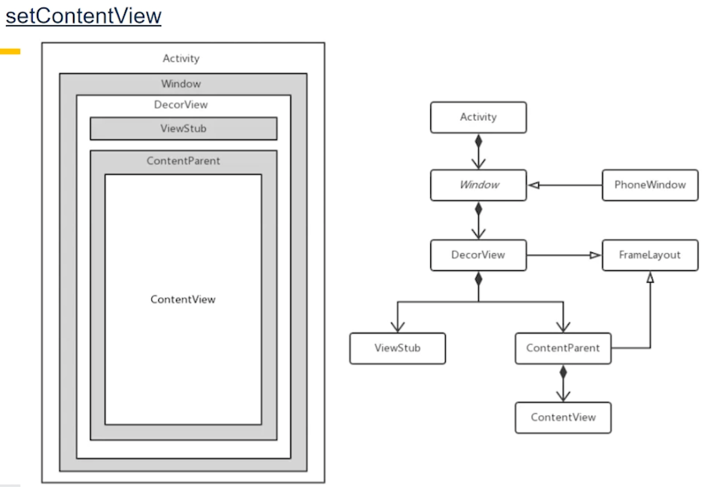 setContentView
Activity
Window
DecorView
ViewStub
ContentParent
ContentView
Activity
Window
PhoneWindow
DecorView
FrameLayout
ViewStub
ContentParent
ContentView